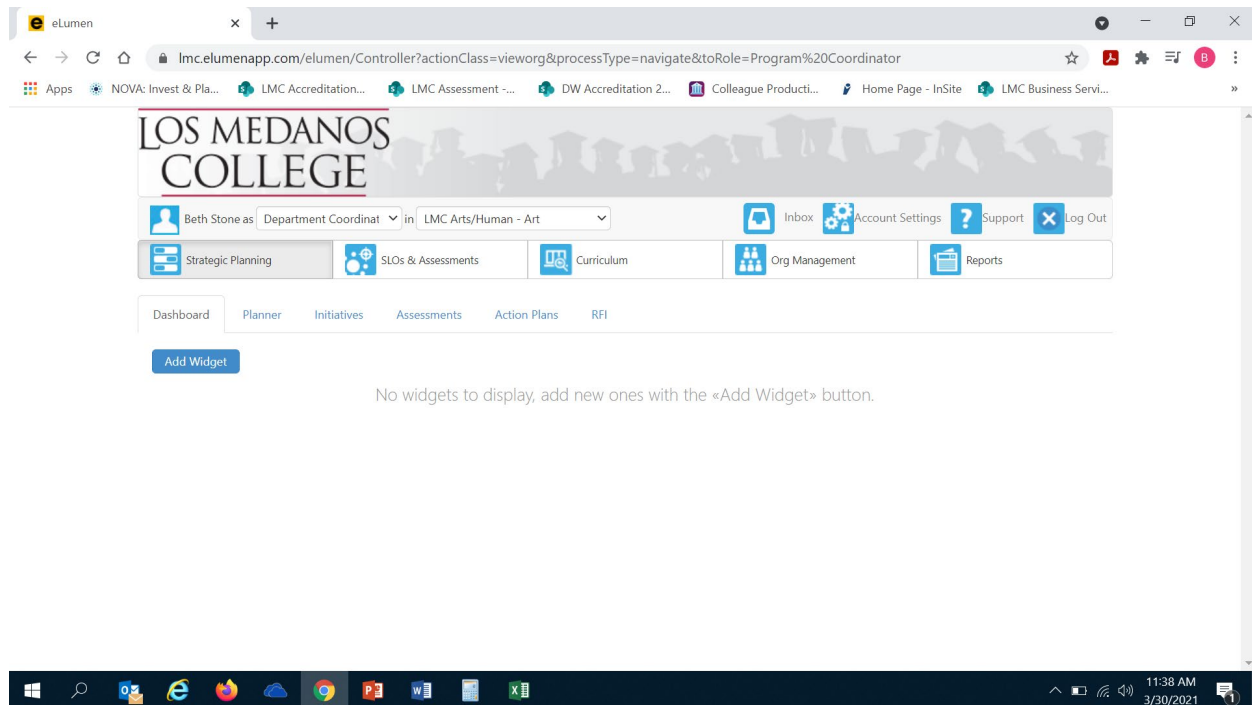 e eLumen
lmc.elumenapp.com/elumen/Controller?actionClass=vieworg&processType=navigate&toRole=Program%20Coordinator
B
Apps NOVA: Invest & Pla... LMC Accreditation... LMC Assessment -... DW Accreditation 2... Colleague Producti... Home Page - InSite LMC Business Servi... »
LOS MEDANOS
COLLEGE
Beth Stone as Department Coordinat in LMC Arts/Human - Art Inbox Account Settings ? Support Log Out
Strategic Planning SLOs & Assessments Curriculum Org Management Reports
Dashboard Planner Initiatives Assessments Action Plans RFI
Add Widget
No widgets to display, add new ones with the «Add Widget» button.
11:38 AM
3/30/2021
1